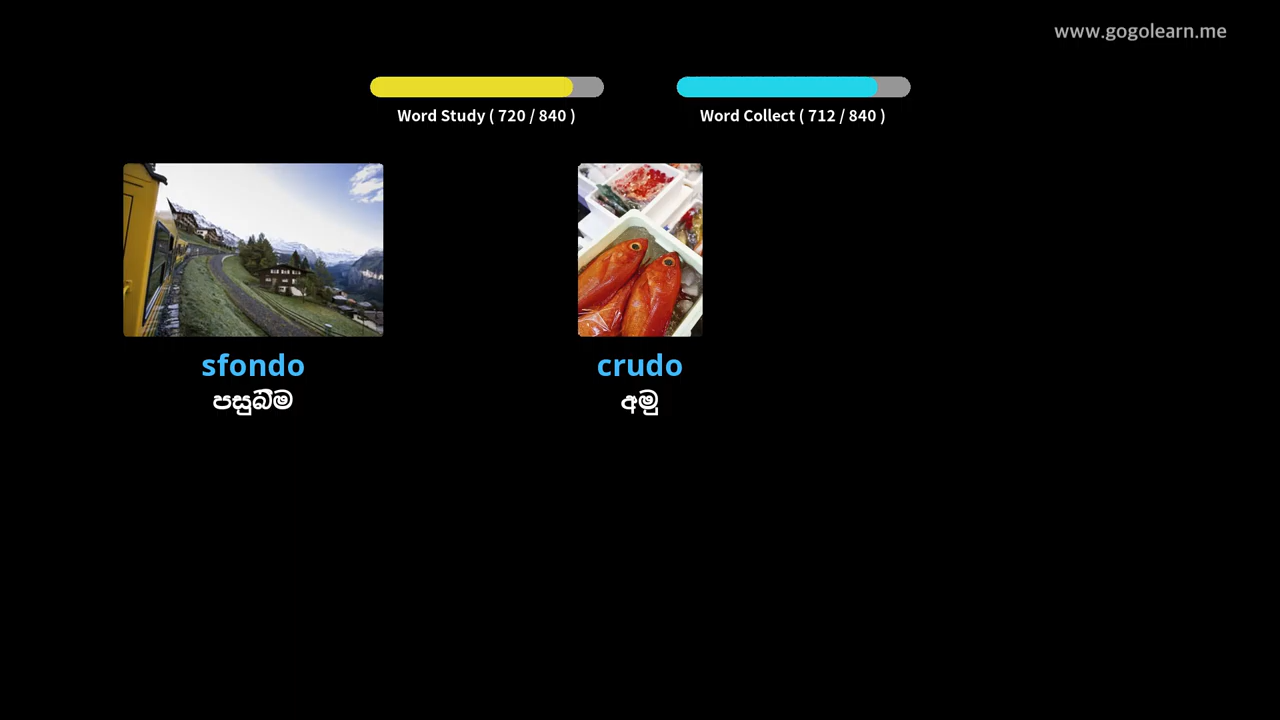 www.gogolearn.me
Word Study ( 720 / 840 )
Word Collect ( 712 / 840 )
sfondo
පසුබිම
crudo
අමු